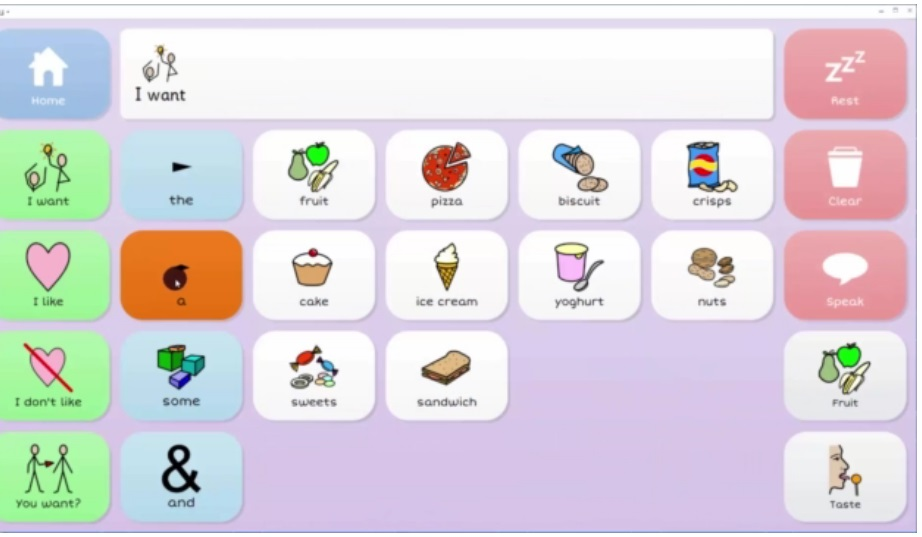 Home
I want
Rest
I want
the
fruit
pizza
biscuit
crisps
Clear
I like
a
cake
ice cream
yoghurt
nuts
Speak
I don't like
some
sweets
sandwich
Fruit
You want?
&
and
Taste